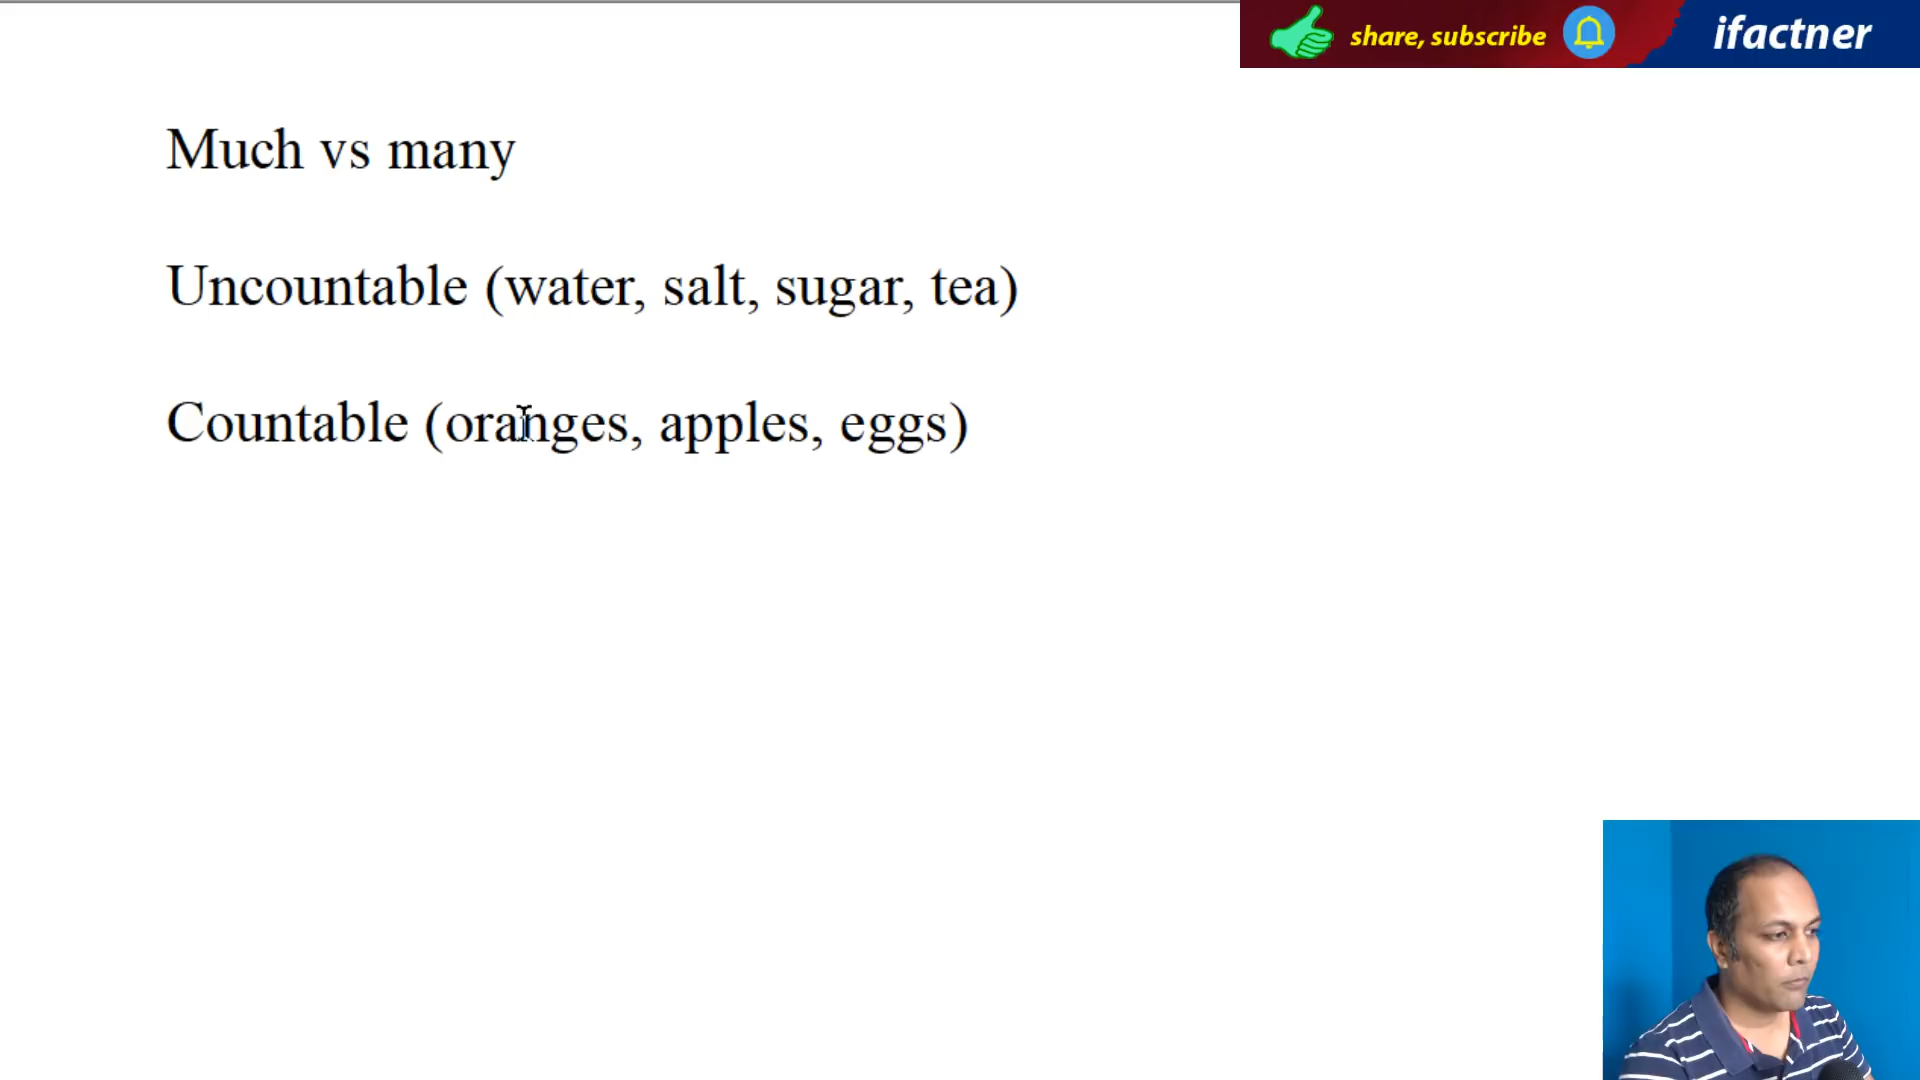 share, subscribe
ifactner
Much vs many
Uncountable (water, salt, sugar, tea)
Countable (oranges, apples, eggs)